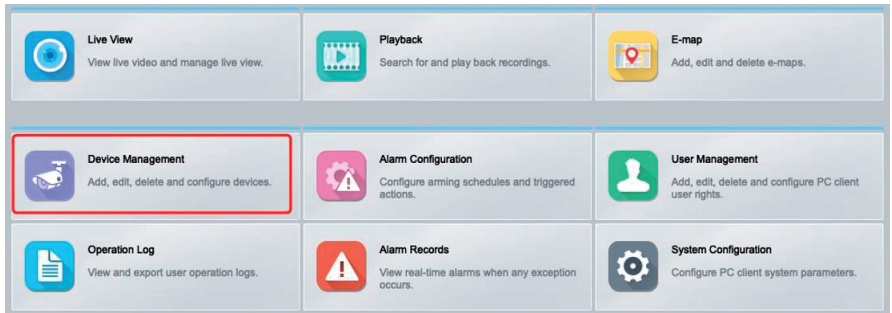 Live View
View live video and manage live view.
Playback
Search for and play back recordings.
E-map
Add, edit and delete e-maps.
Device Management
Add, edit, delete and configure devices.
Alarm Configuration
Configure arming schedules and triggered
actions.
User Management
Add, edit, delete and configure PC client
user rights.
Operation Log
View and export user operation logs.
Alarm Records
View real-time alarms when any exception
occurs.
System Configuration
Configure PC client system parameters.